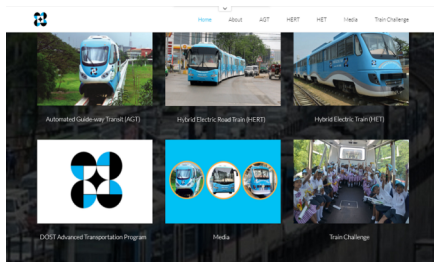 Home About AGT HERT HET Media Train Challenge
Automated Guide-way Transit (AGT) Hybrid Electric Road Train (HERT) Hybrid Electric Train (HET)
DOST Advanced Transportation Program Media Train Challenge